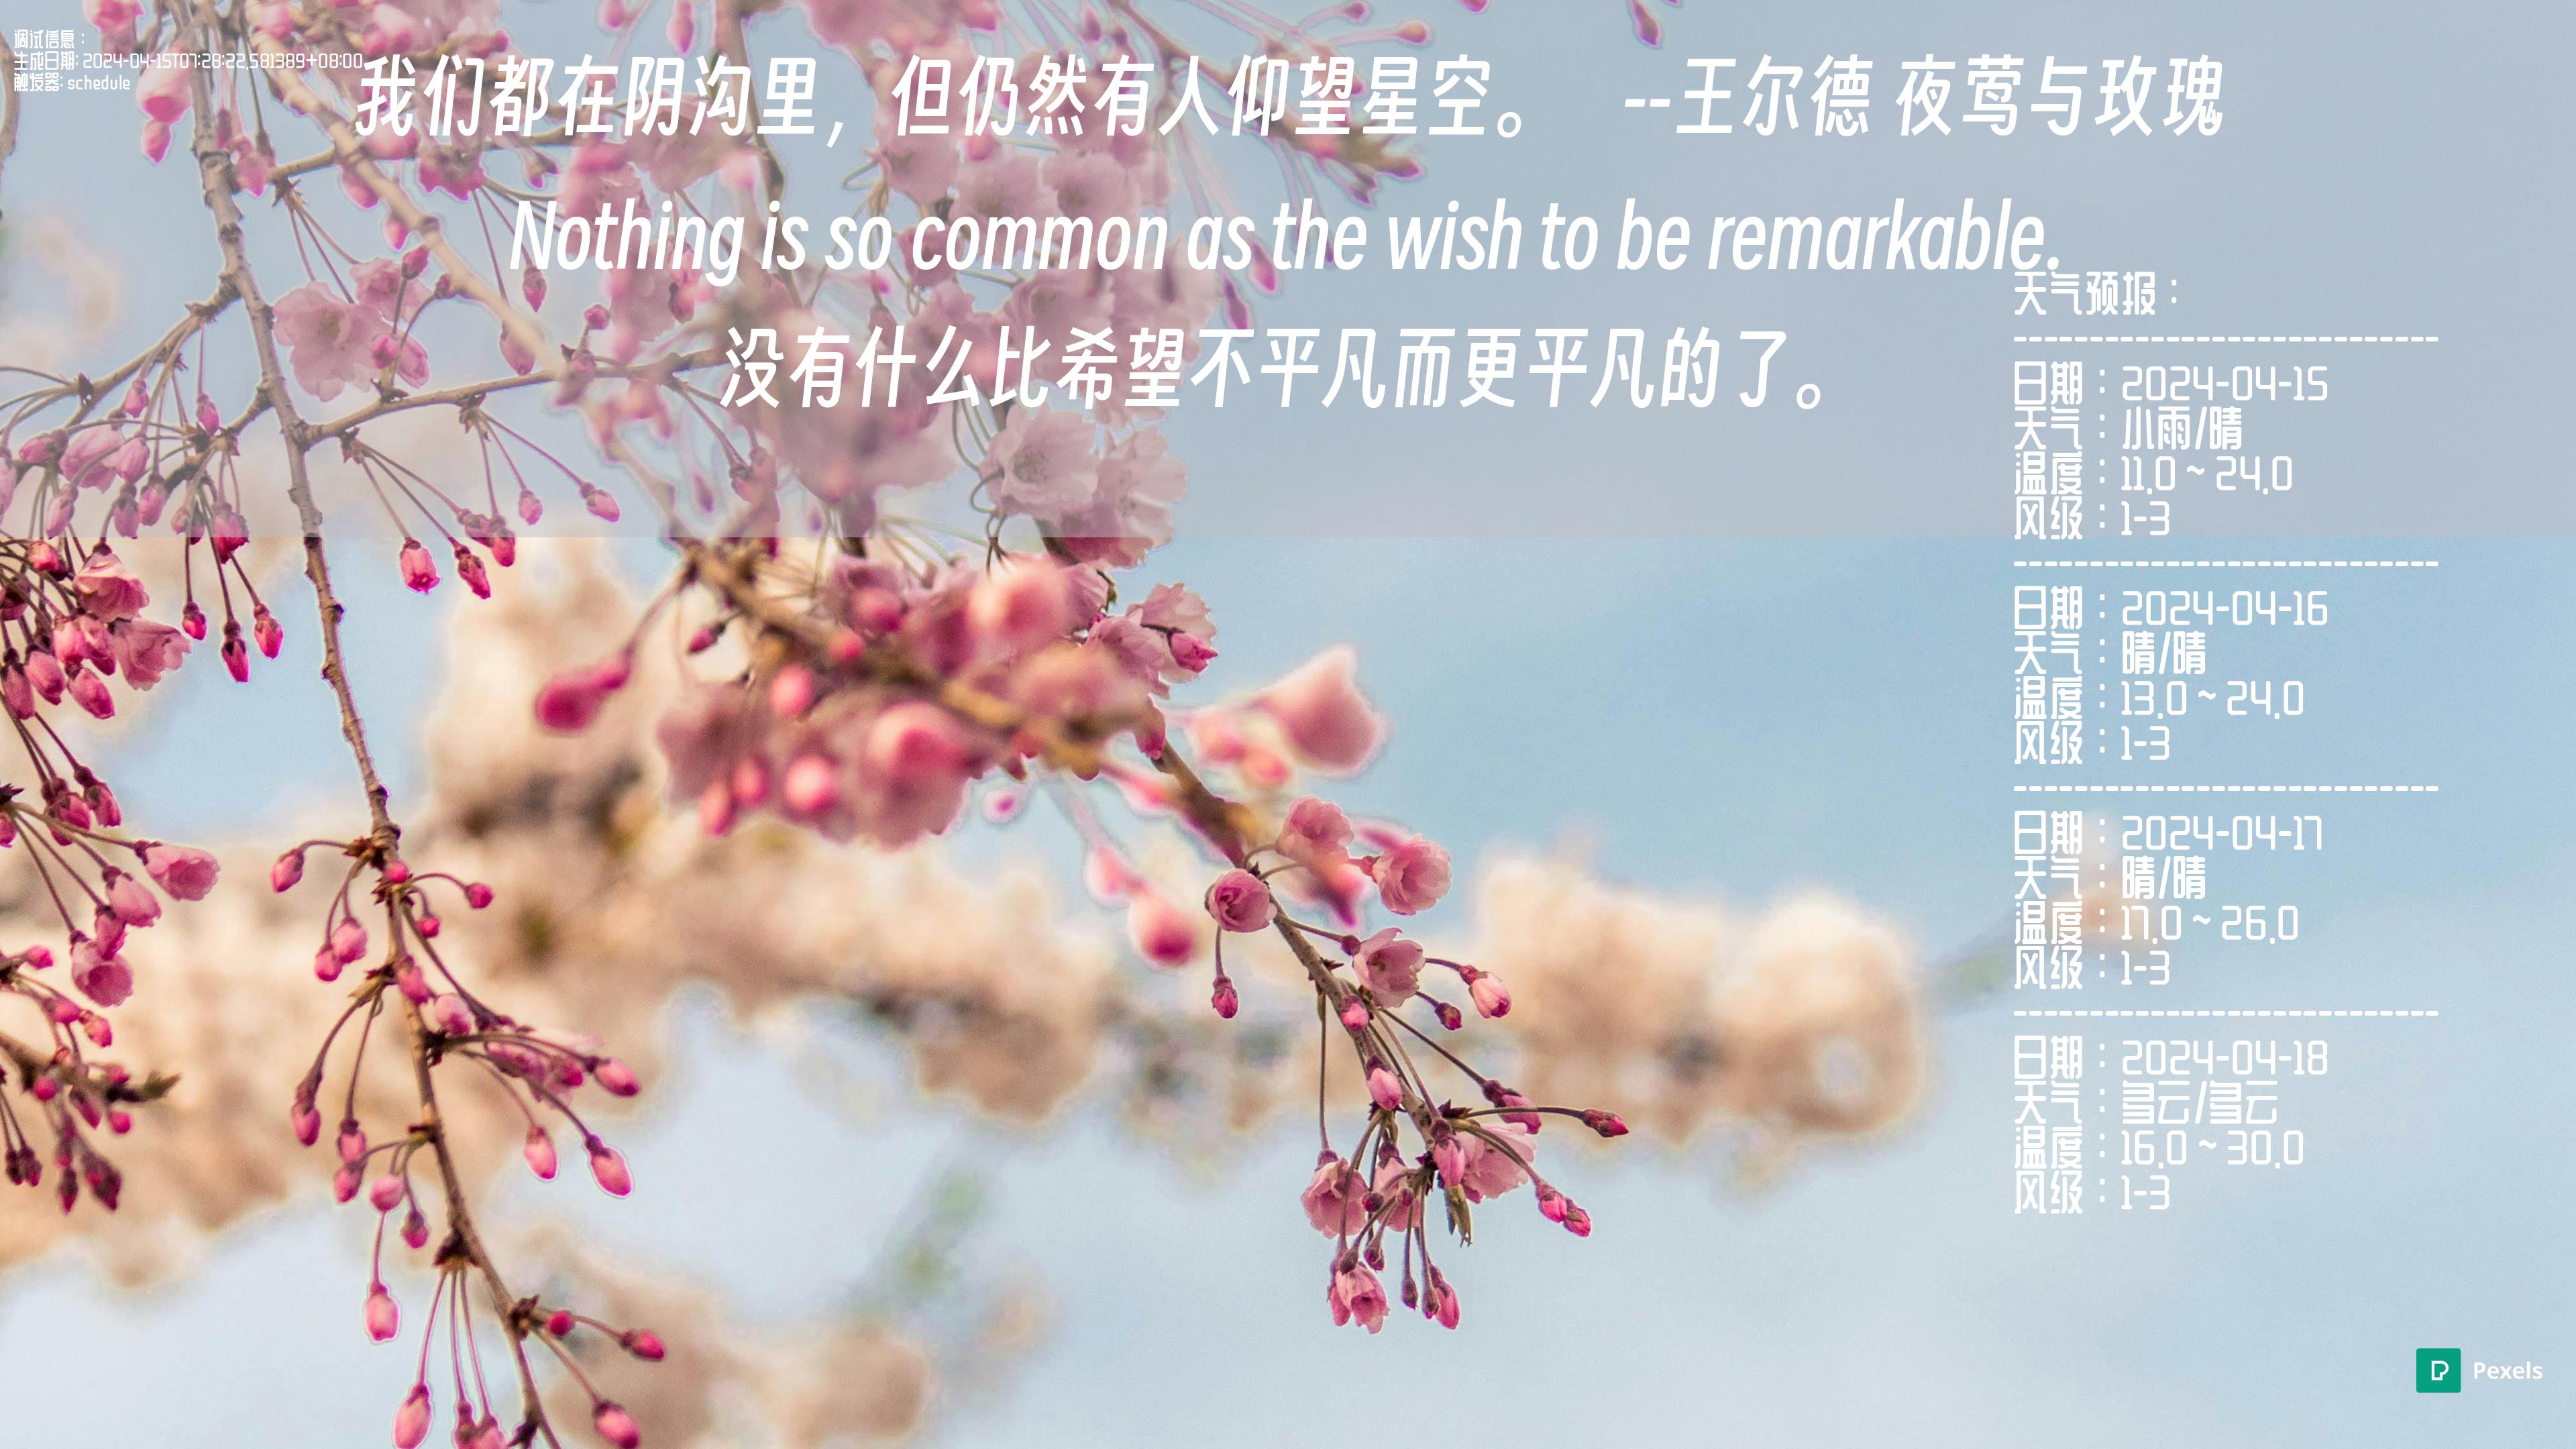 调试信息：
生成日期: 2024-04-15T07:28:22.581389+08:00
触发器: schedule
我们都在阴沟里，但仍然有人仰望星空。 --王尔德 夜莺与玫瑰
Nothing is so common as the wish to be remarkable.
没有什么比希望不平凡而更平凡的了。
天气预报：
----------------------------
日期：2024-04-15
天气：小雨/晴
温度：11.0 ~ 24.0
风级：1-3
----------------------------
日期：2024-04-16
天气：晴/晴
温度：13.0 ~ 24.0
风级：1-3
----------------------------
日期：2024-04-17
天气：晴/晴
温度：17.0 ~ 26.0
风级：1-3
----------------------------
日期：2024-04-18
天气：多云/多云
温度：16.0 ~ 30.0
风级：1-3
Pexels